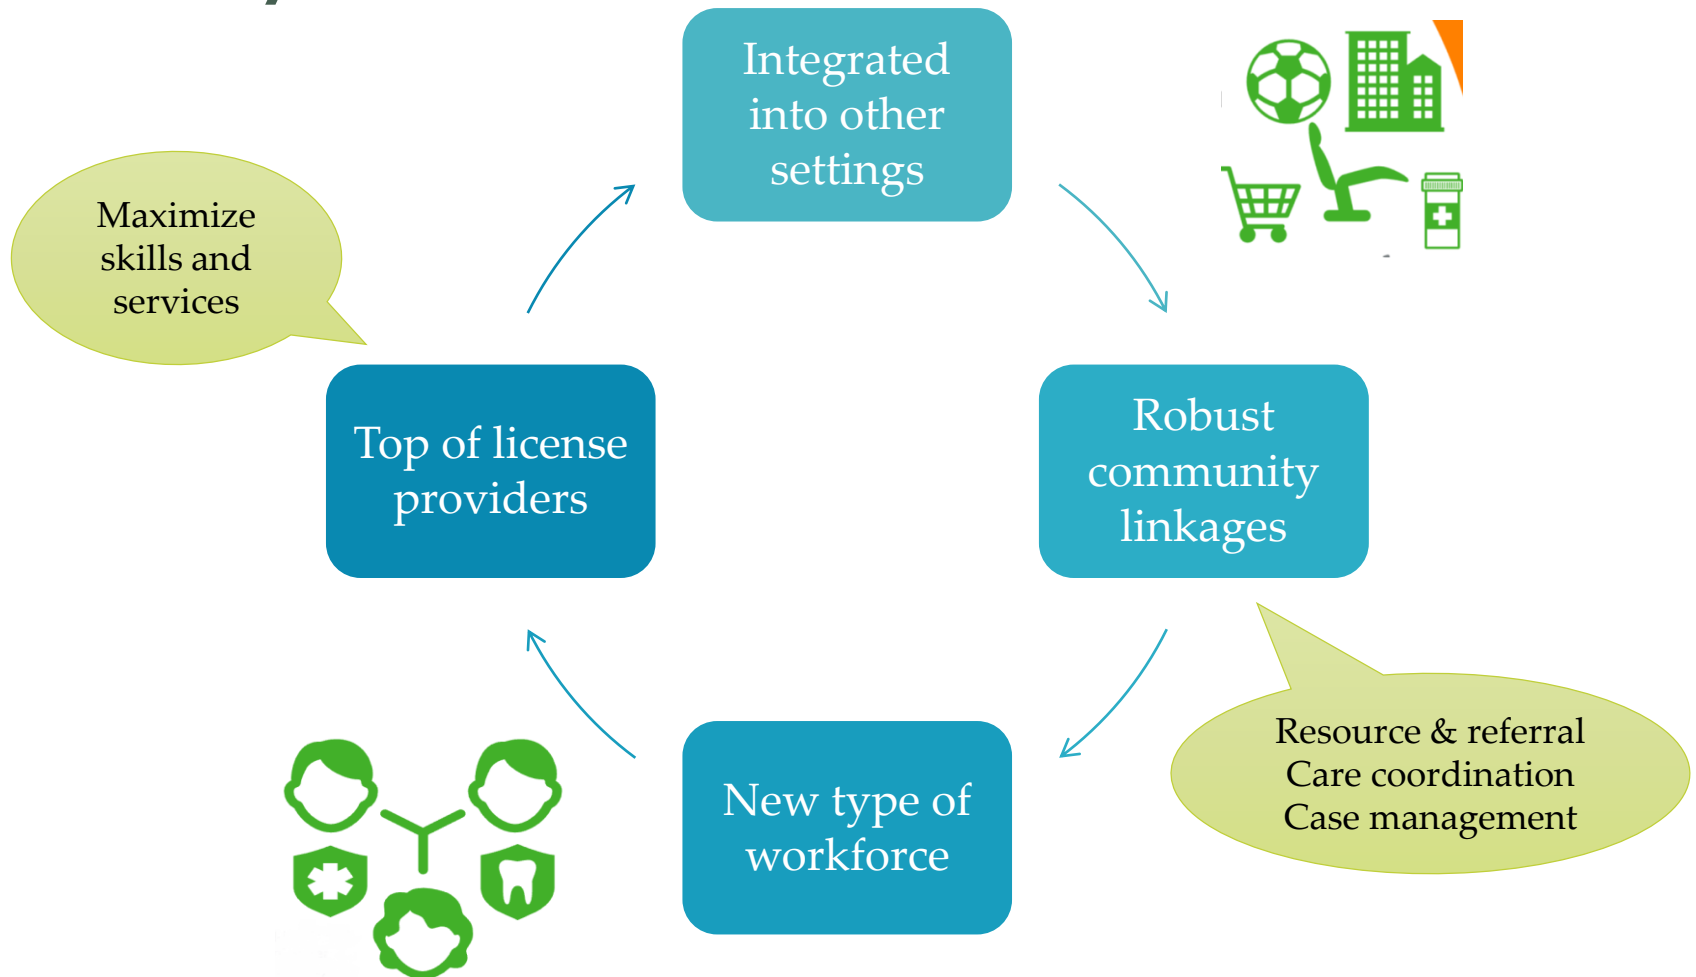 Integrated
into other
settings
Maximize
skills and
services
Top of license
providers
Robust
community
linkages
New type of
workforce
Resource & referral
Care coordination
Case management